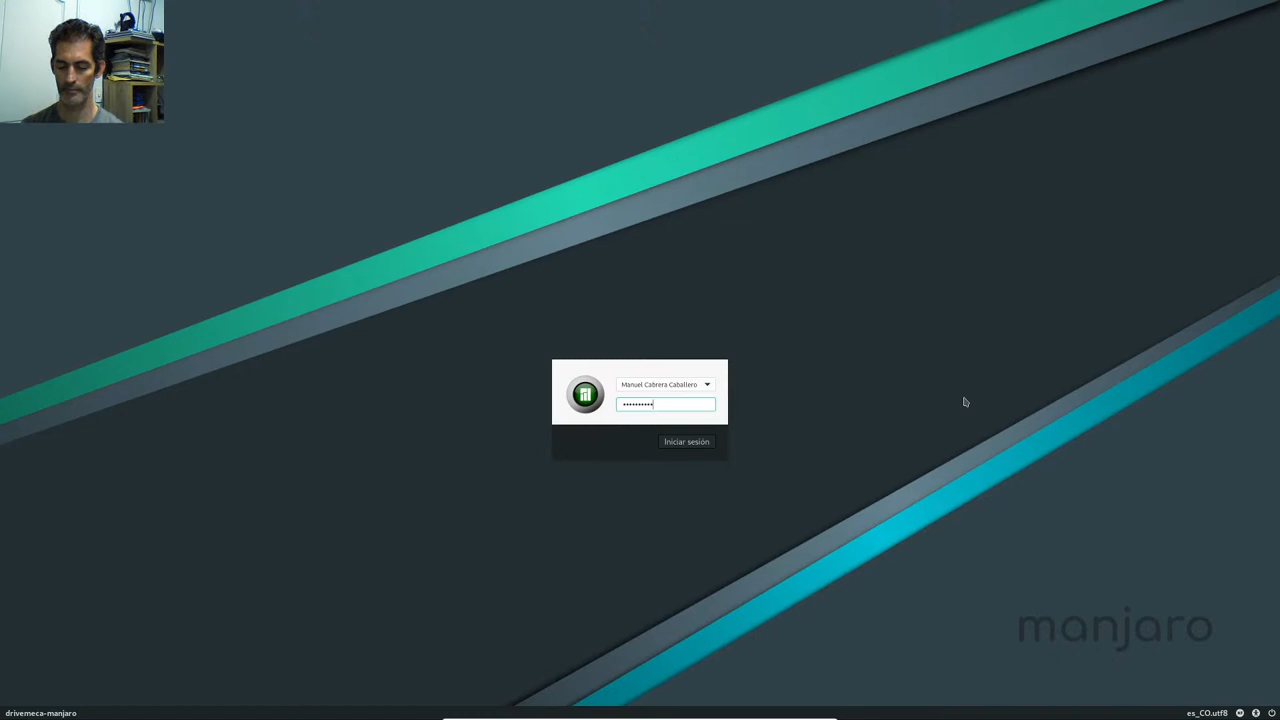 Manuel Cabrera Caballero
••••••••••
Iniciar sesión
manjaro
drivemeca-manjaro
es_CO.utf8